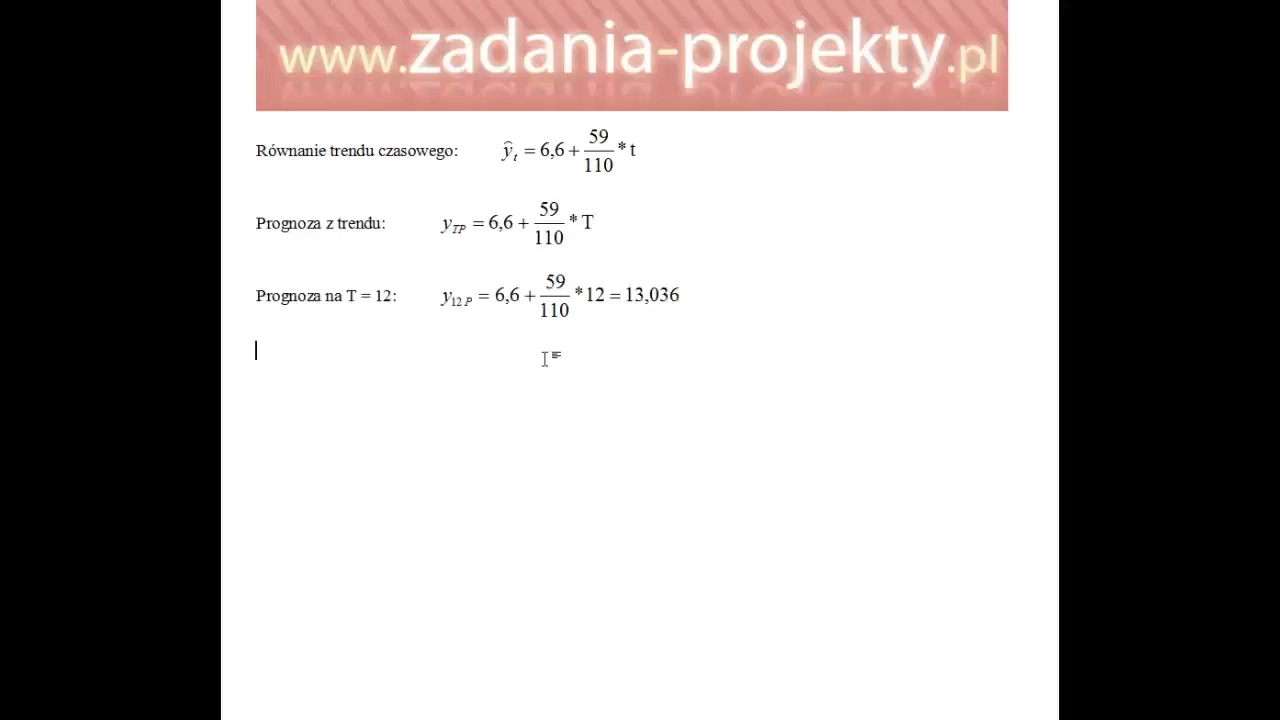 www.zadania-projekty.pl
Równanie trendu czasowego: ŷ_t = 6,6 + 59/110 * t
Prognoza z trendu: y_TP = 6,6 + 59/110 * T
Prognoza na T = 12: y_12 P = 6,6 + 59/110 * 12 = 13,036